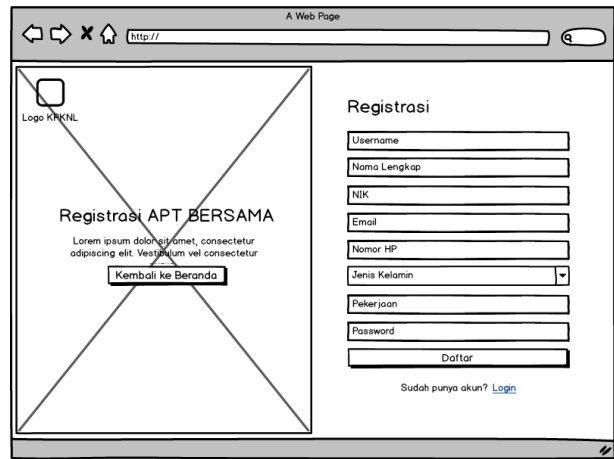 A Web Page
http://
Logo KPKNL
Registrasi APT BERSAMA
Lorem ipsum dolor sit amet, consectetur
adipiscing elit. Vestibulum vel consectetur
Kembali ke Beranda
Registrasi
Username
Nama Lengkap
NIK
Email
Nomor HP
Jenis Kelamin
Pekerjaan
Password
Daftar
Sudah punya akun? Login